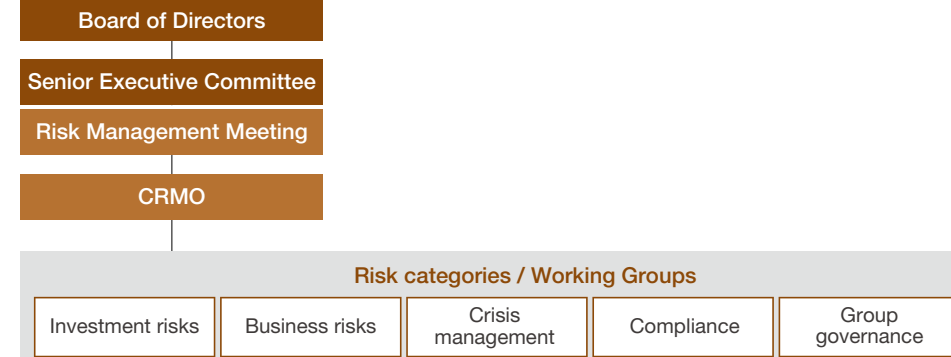 Board of Directors
Senior Executive Committee
Risk Management Meeting
CRMO
Risk categories / Working Groups
Investment risks
Business risks
Crisis
management
Compliance
Group
governance